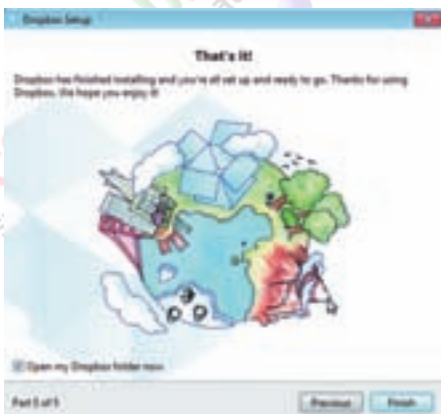 Dropbox Setup
That's it!
Dropbox has finished installing and you're all set up and ready to go. Thanks for using
Dropbox. We hope you enjoy it!
Open my Dropbox folder now
Part 5 of 5
Previous
Finish